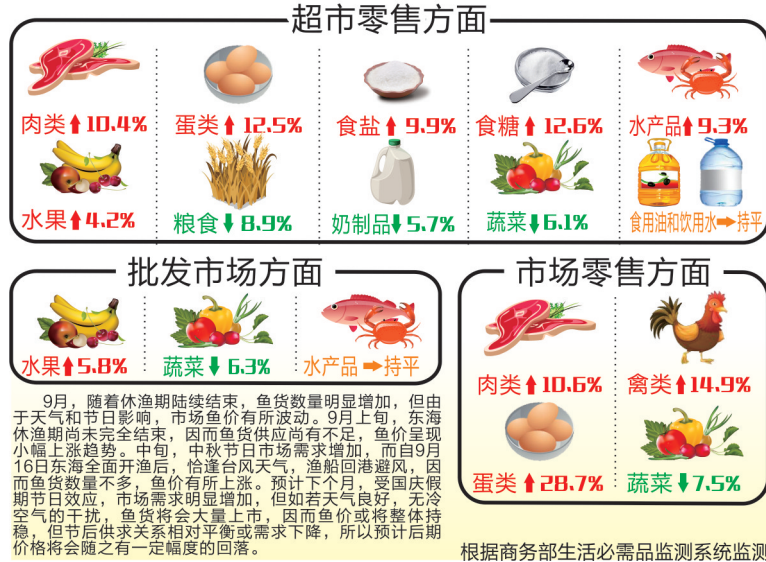 超市零售方面
肉类⬆10.4%
蛋类⬆12.5%
食盐⬆9.9%
食糖⬆12.6%
水产品⬆9.3%
水果⬆4.2%
粮食⬇8.9%
奶制品⬇5.7%
蔬菜⬇6.1%
食用油和饮用水➡持平
批发市场方面
水果⬆5.8%
蔬菜⬇6.3%
水产品➡持平
市场零售方面
肉类⬆10.6%
禽类⬆14.9%
蛋类⬆28.7%
蔬菜⬇7.5%
9月，随着休渔期陆续结束，鱼货数量明显增加，但由
于天气和节日影响，市场鱼价有所波动。9月上旬，东海
休渔期尚未完全结束，因而鱼货供应尚有不足，鱼价呈现
小幅上涨趋势。中旬，中秋节日市场需求增加，而自9月
16日东海全面开渔后，恰逢台风天气，渔船回港避风，因
而鱼货数量不多，鱼价有所上涨。预计下个月，受国庆假
期节日效应，市场需求明显增加，但如若天气良好，无冷
空气的干扰，鱼货将会大量上市，因而鱼价或将整体持
稳，但节后供求关系相对平衡或需求下降，所以预计后期
价格将会随之有一定幅度的回落。
根据商务部生活必需品监测系统监测